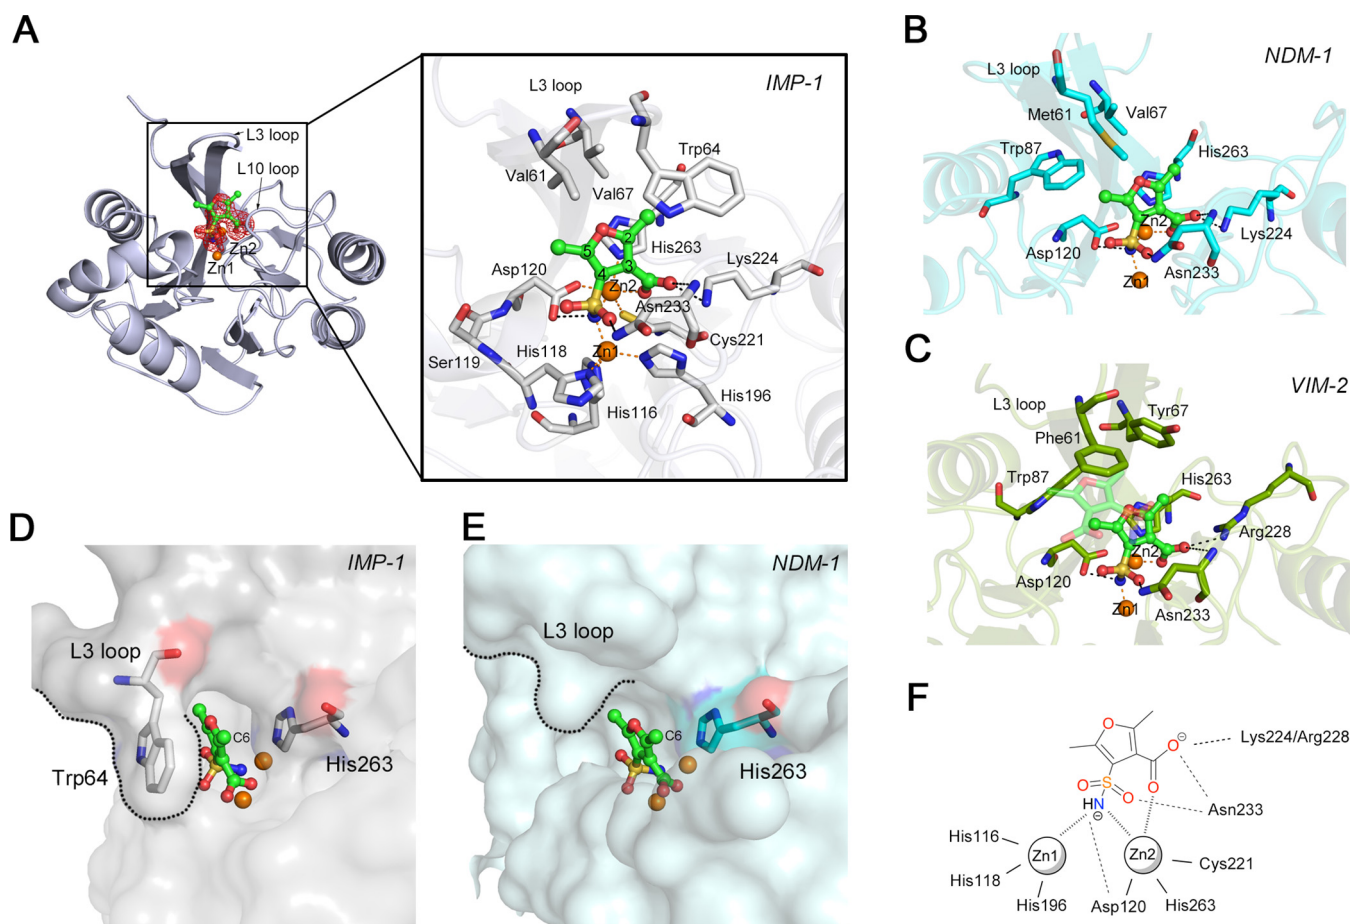 A
L3 loop
L10 loop
Zn2
Zn1
IMP-1
L3 loop
Trp64
Val61
Val67
5
2
4
3
His263
Asp120
Lys224
Zn2
Asn233
Cys221
Ser119
His118
Zn1
His196
His116
B
NDM-1
L3 loop
Met61
Val67
Trp87
His263
Zn2
Asp120
Lys224
Asn233
Zn1
C
VIM-2
L3 loop
Tyr67
Phe61
Trp87
His263
Arg228
Zn2
Asp120
Asn233
Zn1
D
IMP-1
L3 loop
C6
Trp64
His263
E
NDM-1
L3 loop
C6
His263
F
O
O⊖
Lys224/Arg228
O
S
O
O
HN
⊖
Asn233
His116
Zn1
Zn2
Cys221
His118
His196
Asp120
His263